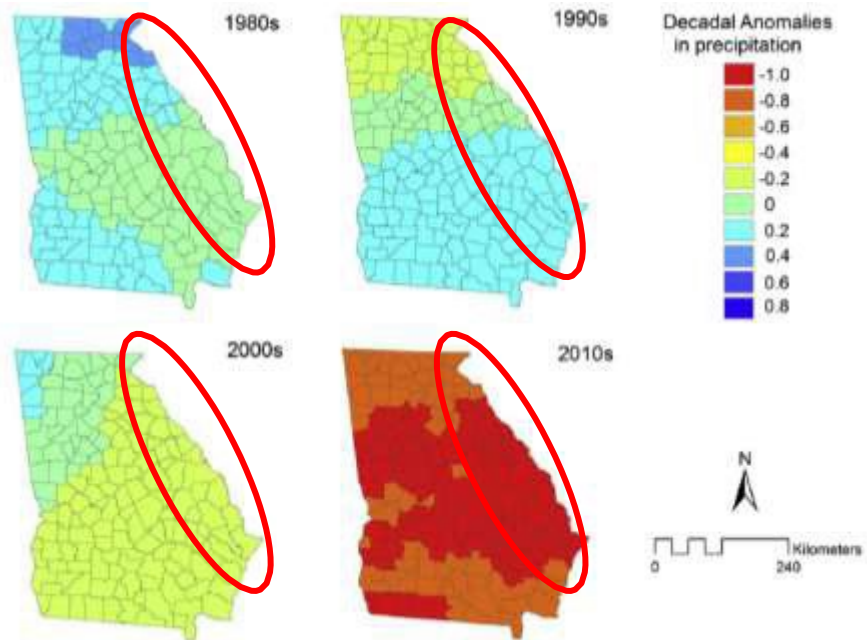 1980s
1990s
Decadal Anomalies
in precipitation
-1.0
-0.8
-0.6
-0.4
-0.2
0
0.2
0.4
0.6
0.8
2000s
2010s
N
Kilometers
0 240